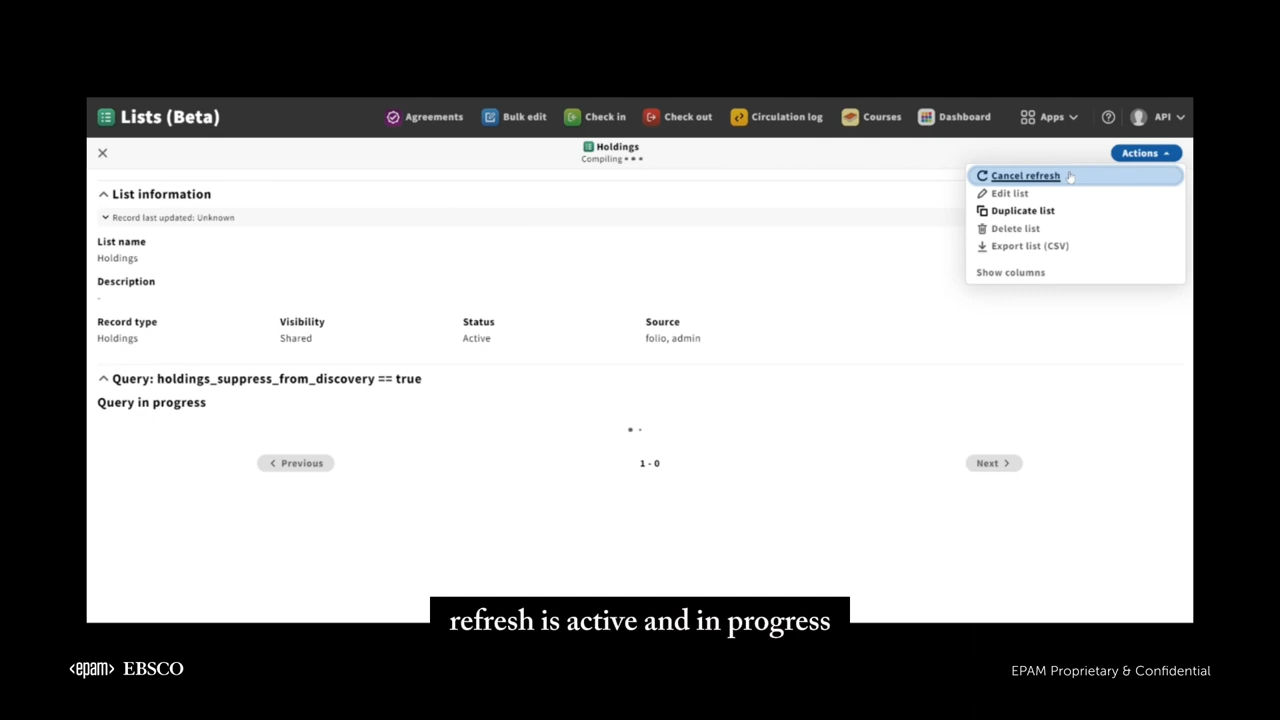 Lists (Beta)
Agreements
Bulk edit
Check in
Check out
Circulation log
Courses
Dashboard
Apps
API
Holdings
Compiling
Actions
Cancel refresh
Edit list
Duplicate list
Delete list
Export list (CSV)
Show columns
List information
Record last updated: Unknown
List name
Holdings
Description
-
Record type
Visibility
Status
Source
Holdings
Shared
Active
folio, admin
Query: holdings_suppress_from_discovery == true
Query in progress
Previous
1 - 0
Next
refresh is active and in progress
<epam> EBSCO
EPAM Proprietary & Confidential